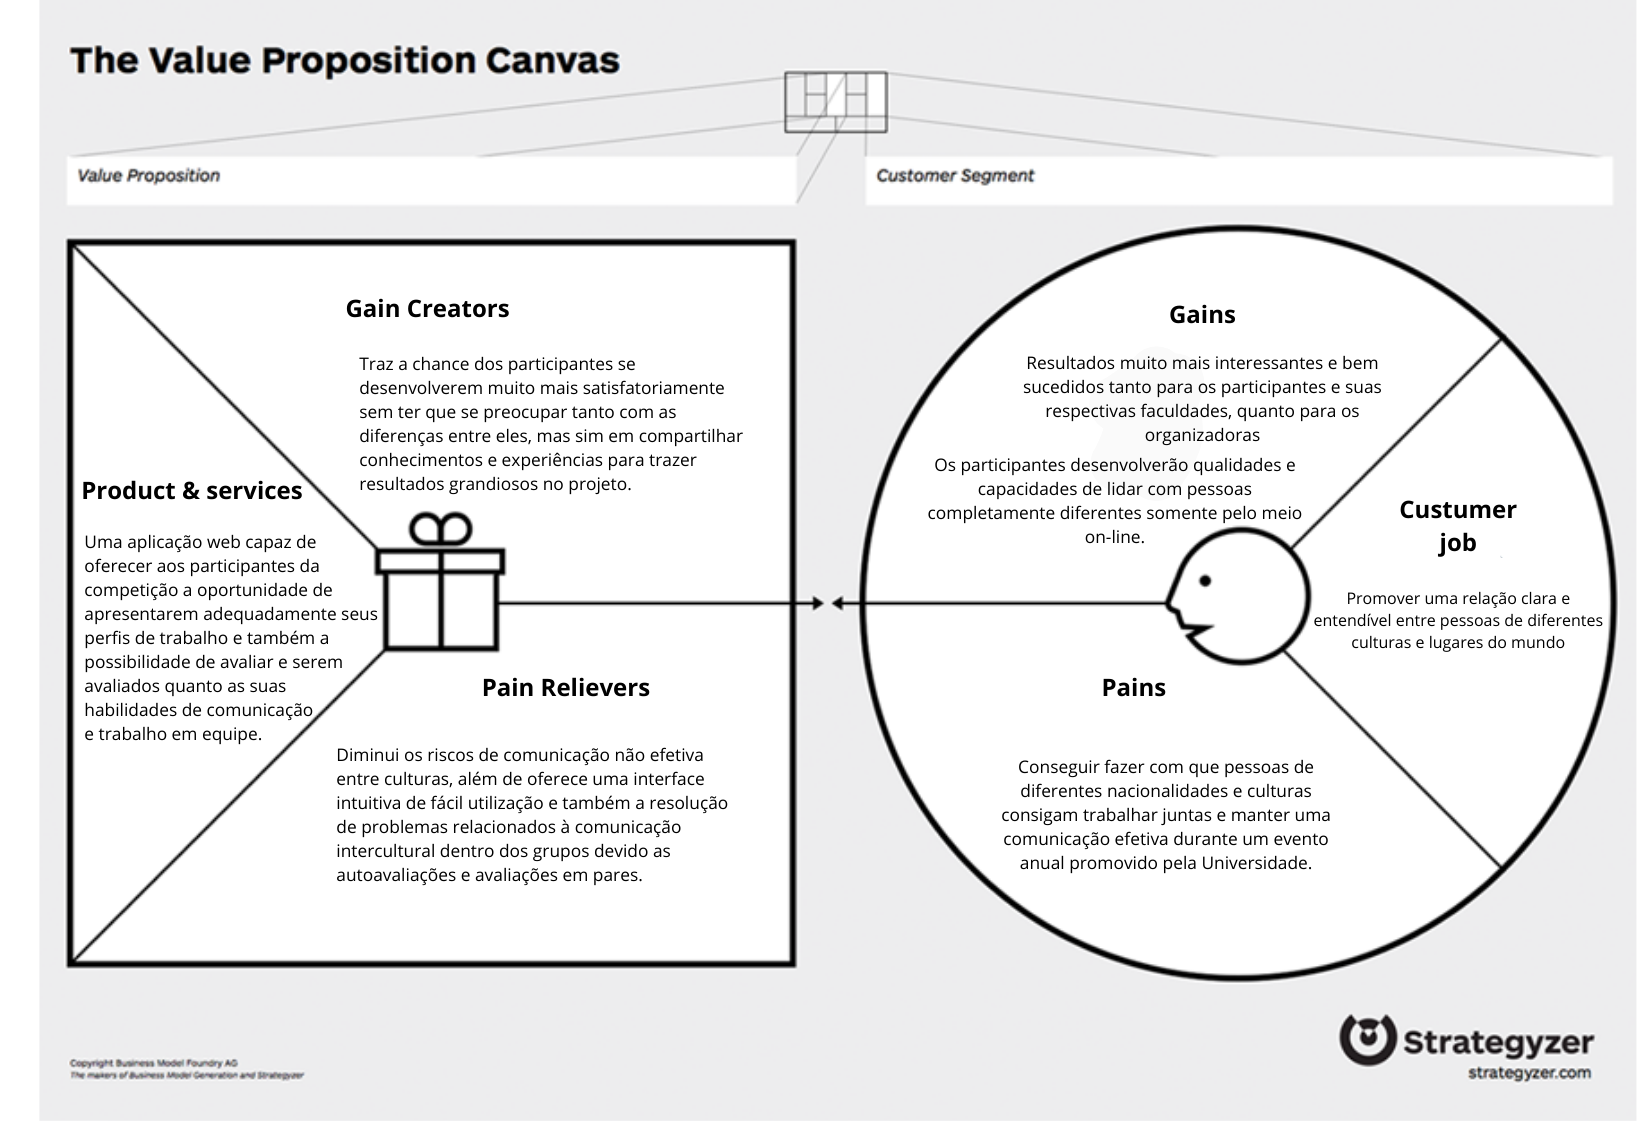 The Value Proposition Canvas
Value Proposition
Customer Segment
Gain Creators
Traz a chance dos participantes se
desenvolverem muito mais satisfatoriamente
sem ter que se preocupar tanto com as
diferenças entre eles, mas sim em compartilhar
conhecimentos e experiências para trazer
resultados grandiosos no projeto.
Product & services
Uma aplicação web capaz de
oferecer aos participantes da
competição a oportunidade de
apresentarem adequadamente seus
perfis de trabalho e também a
possibilidade de avaliar e serem
avaliados quanto as suas
habilidades de comunicação
e trabalho em equipe.
Pain Relievers
Diminui os riscos de comunicação não efetiva
entre culturas, além de oferece uma interface
intuitiva de fácil utilização e também a resolução
de problemas relacionados à comunicação
intercultural dentro dos grupos devido as
autoavaliações e avaliações em pares.
Gains
Resultados muito mais interessantes e bem
sucedidos tanto para os participantes e suas
respectivas faculdades, quanto para os
organizadoras
Os participantes desenvolverão qualidades e
capacidades de lidar com pessoas
completamente diferentes somente pelo meio
on-line.
Custumer
job
Promover uma relação clara e
entendível entre pessoas de diferentes
culturas e lugares do mundo
Pains
Conseguir fazer com que pessoas de
diferentes nacionalidades e culturas
consigam trabalhar juntas e manter uma
comunicação efetiva durante um evento
anual promovido pela Universidade.
Copyright Business Model Foundry AG
The makers of Business Model Generation and Strategyzer
Strategyzer
strategyzer.com